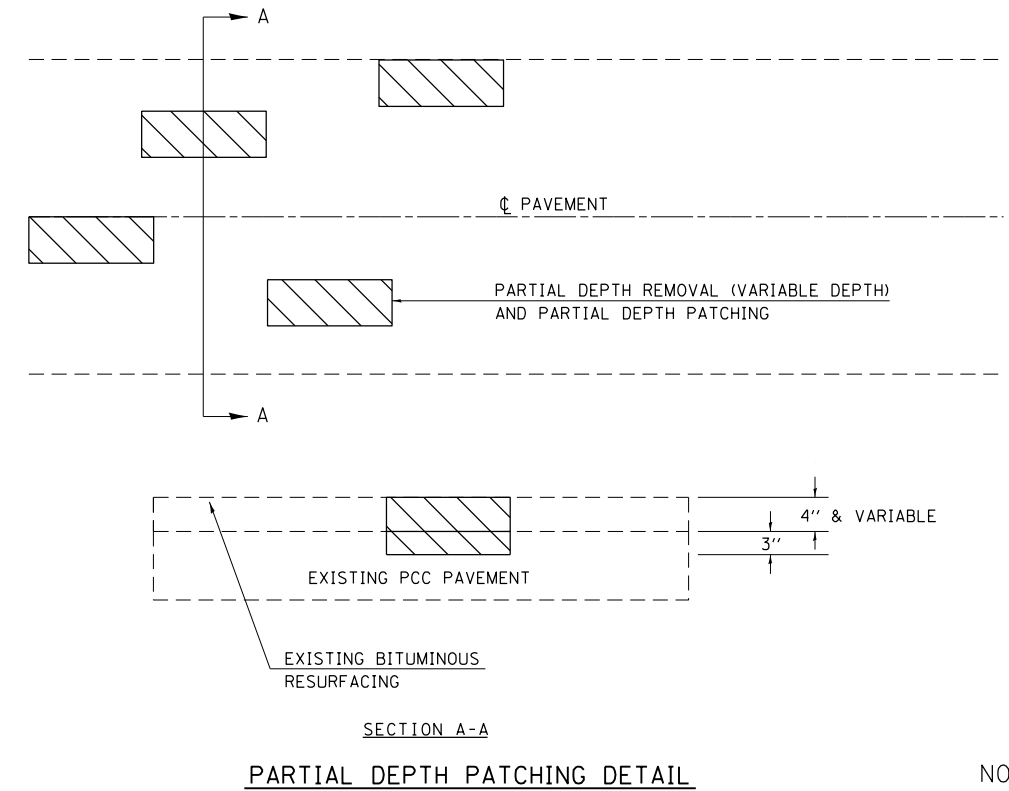 A
℄ PAVEMENT
PARTIAL DEPTH REMOVAL (VARIABLE DEPTH)
AND PARTIAL DEPTH PATCHING
A
4'' & VARIABLE
3''
EXISTING PCC PAVEMENT
EXISTING BITUMINOUS
RESURFACING
SECTION A-A
PARTIAL DEPTH PATCHING DETAIL
NO